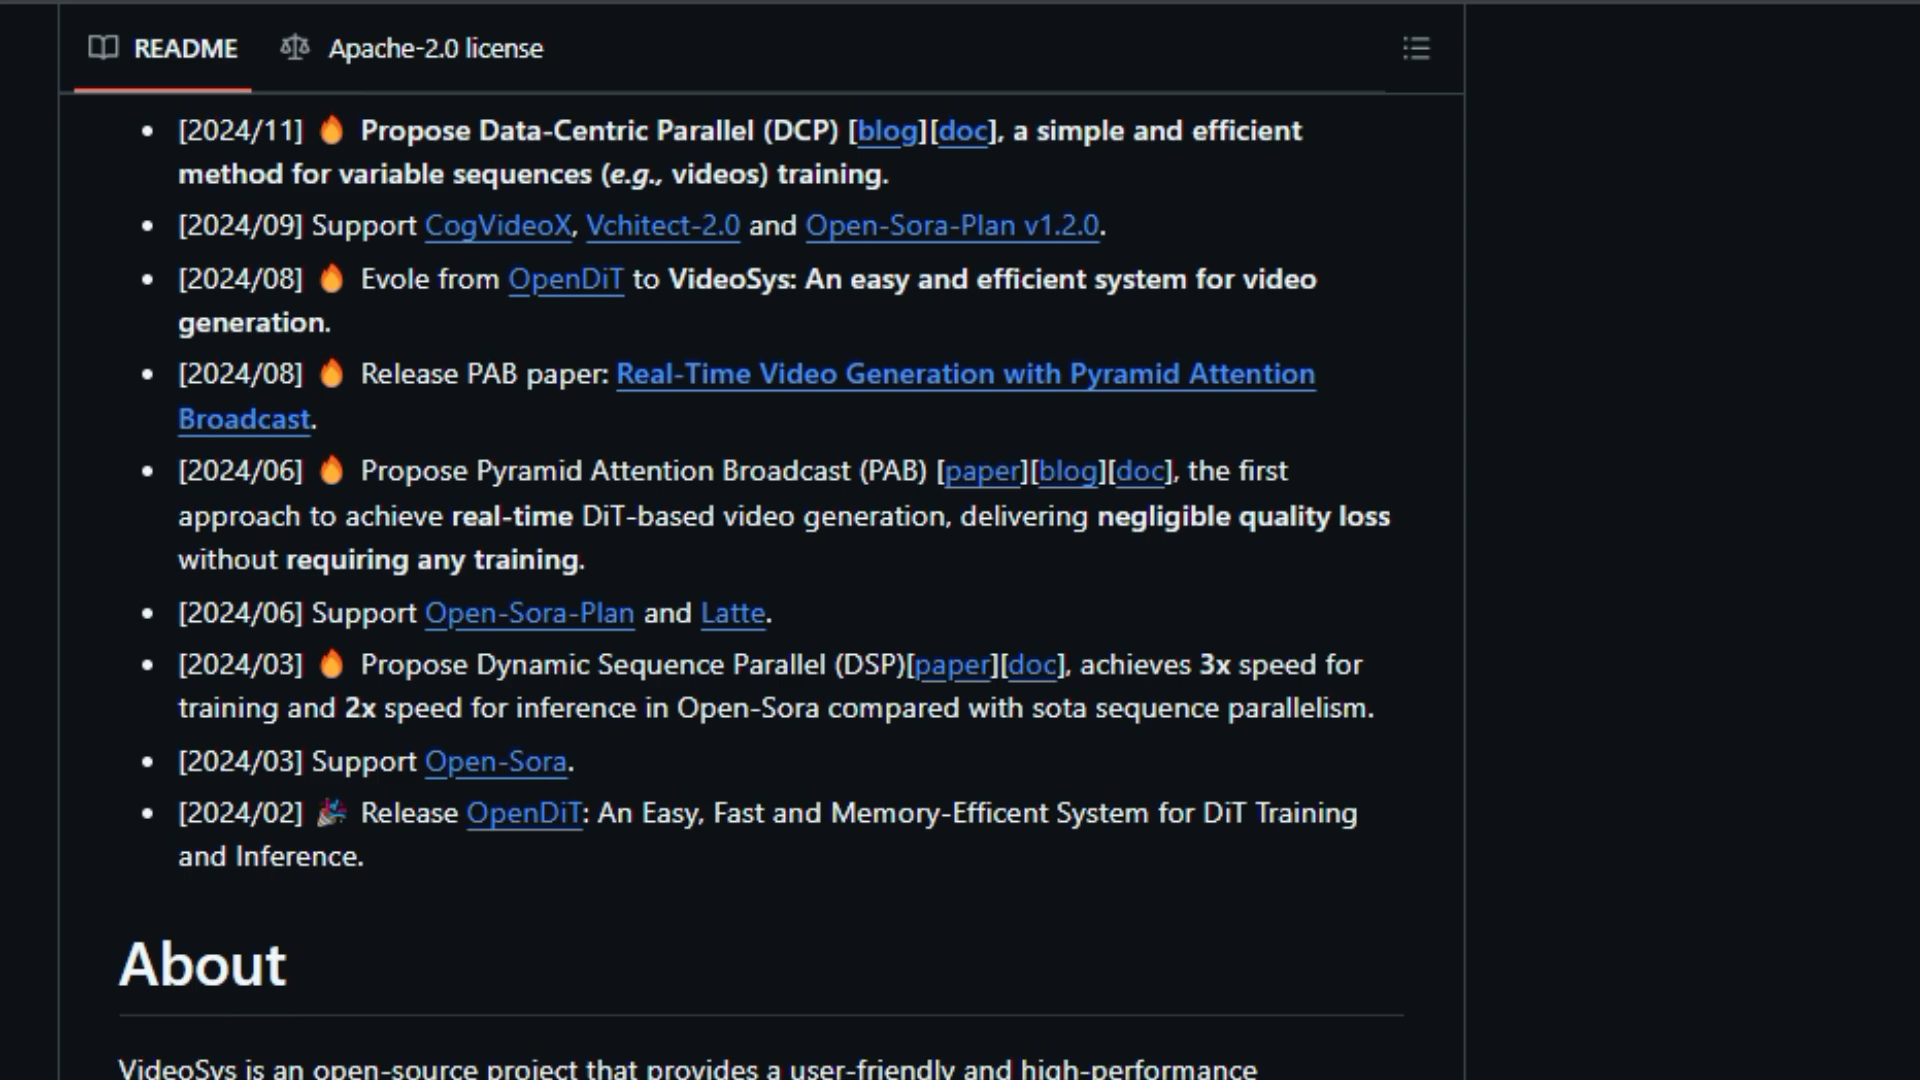 README Apache-2.0 license
[2024/11] 🔥 Propose Data-Centric Parallel (DCP) [blog][doc], a simple and efficient
method for variable sequences (e.g., videos) training.
[2024/09] Support CogVideoX, Vchitect-2.0 and Open-Sora-Plan v1.2.0.
[2024/08] 🔥 Evole from OpenDiT to VideoSys: An easy and efficient system for video
generation.
[2024/08] 🔥 Release PAB paper: Real-Time Video Generation with Pyramid Attention
Broadcast.
[2024/06] 🔥 Propose Pyramid Attention Broadcast (PAB) [paper][blog][doc], the first
approach to achieve real-time DiT-based video generation, delivering negligible quality loss
without requiring any training.
[2024/06] Support Open-Sora-Plan and Latte.
[2024/03] 🔥 Propose Dynamic Sequence Parallel (DSP)[paper][doc], achieves 3x speed for
training and 2x speed for inference in Open-Sora compared with sota sequence parallelism.
[2024/03] Support Open-Sora.
[2024/02] 🎉 Release OpenDiT: An Easy, Fast and Memory-Efficent System for DiT Training
and Inference.
About
VideoSys is an open-source project that provides a user-friendly and high-performance